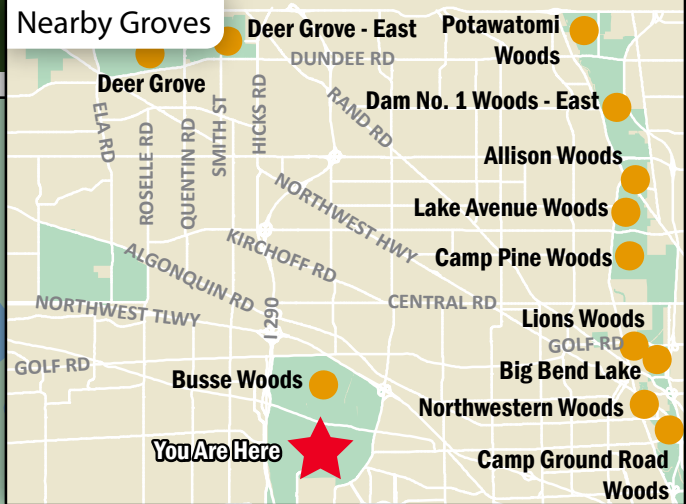 Nearby Groves
Deer Grove - East
Potawatomi
Woods
DUNDEE RD
Deer Grove
Dam No. 1 Woods - East
ELA RD
ROSELLE RD
QUENTIN RD
SMITH ST
HICKS RD
RAND RD
Allison Woods
NORTHWEST HWY
Lake Avenue Woods
KIRCHOFF RD
ALGONQUIN RD
Camp Pine Woods
NORTHWEST TLWY
I 290
CENTRAL RD
Lions Woods
GOLF RD
GOLF RD
Big Bend Lake
Busse Woods
Northwestern Woods
You Are Here
Camp Ground Road
Woods